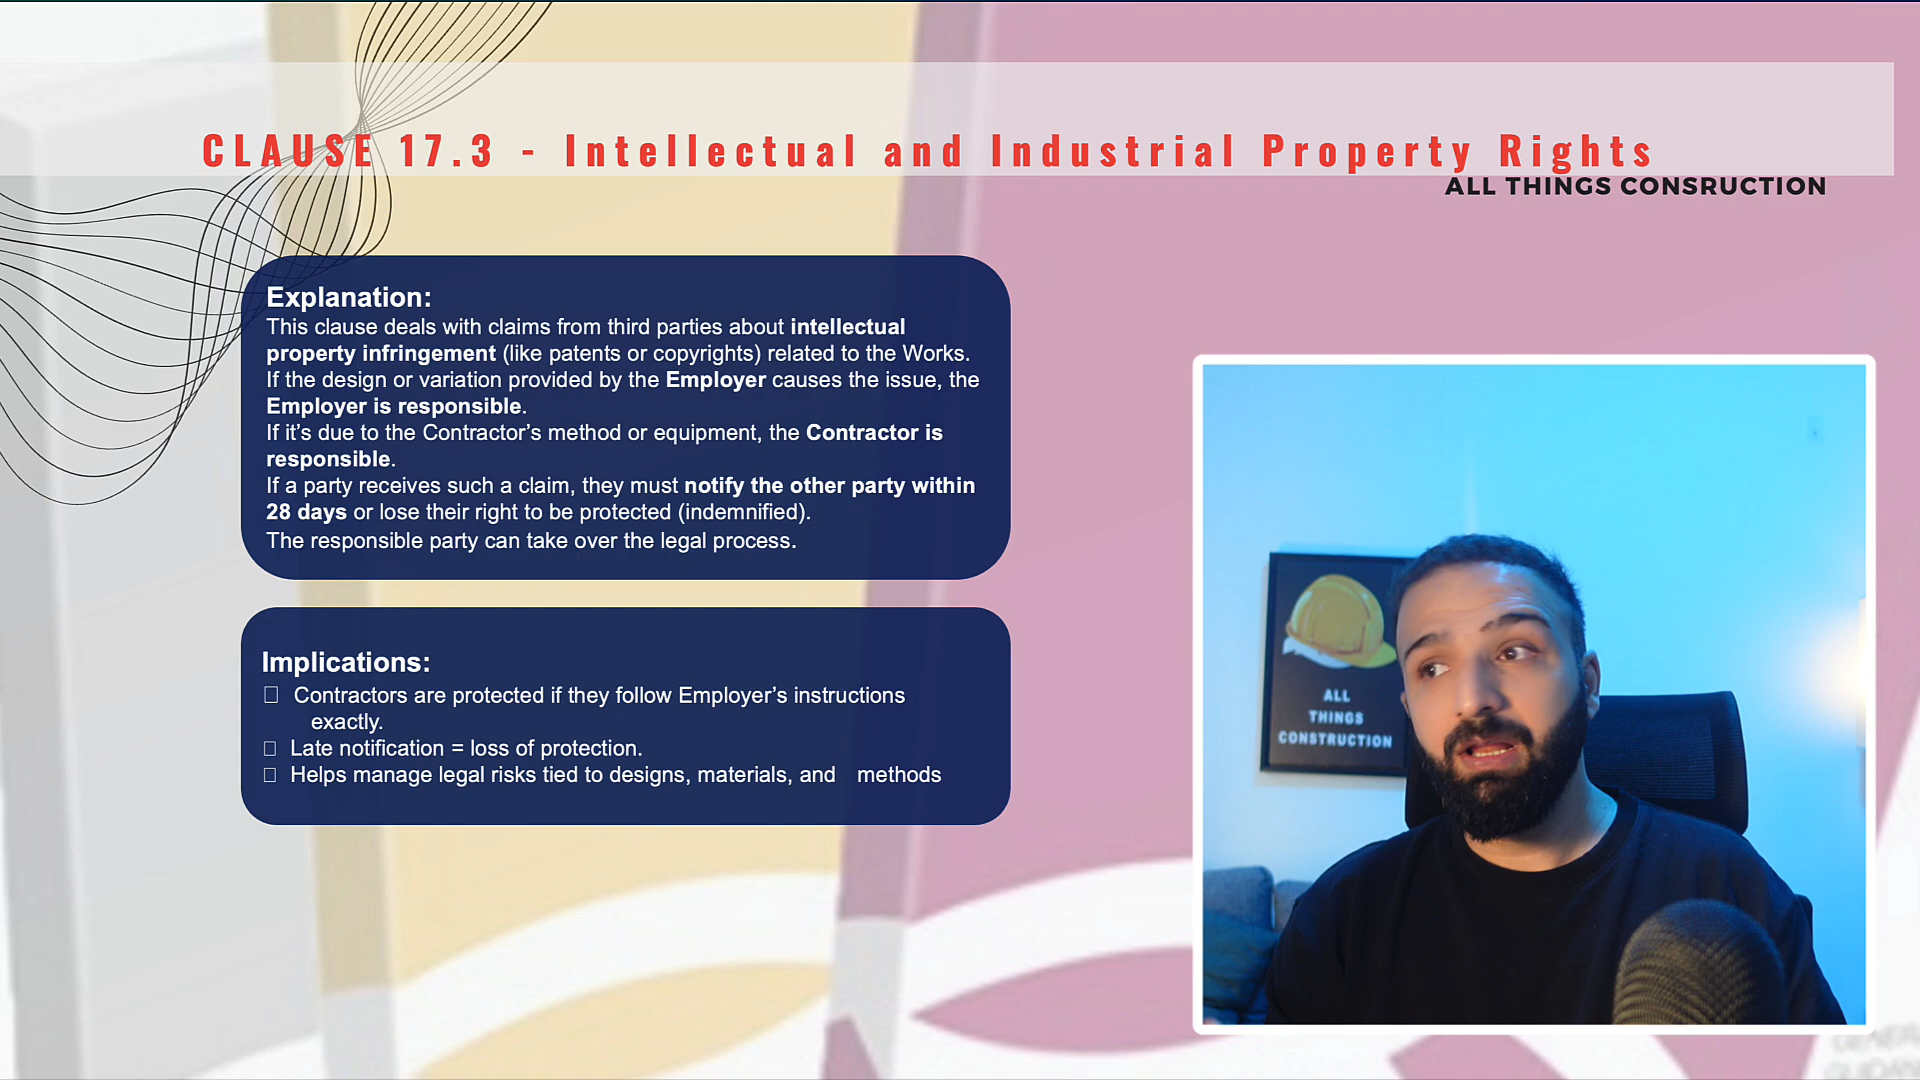 CLAUSE 17.3 - Intellectual and Industrial Property Rights
ALL THINGS CONSRUCTION
Explanation:
This clause deals with claims from third parties about intellectual
property infringement (like patents or copyrights) related to the Works.
If the design or variation provided by the Employer causes the issue, the
Employer is responsible.
If it’s due to the Contractor’s method or equipment, the Contractor is
responsible.
If a party receives such a claim, they must notify the other party within
28 days or lose their right to be protected (indemnified).
The responsible party can take over the legal process.
Implications:
Contractors are protected if they follow Employer’s instructions
exactly.
Late notification = loss of protection.
Helps manage legal risks tied to designs, materials, and methods
ALL
THINGS
CONSTRUCTION